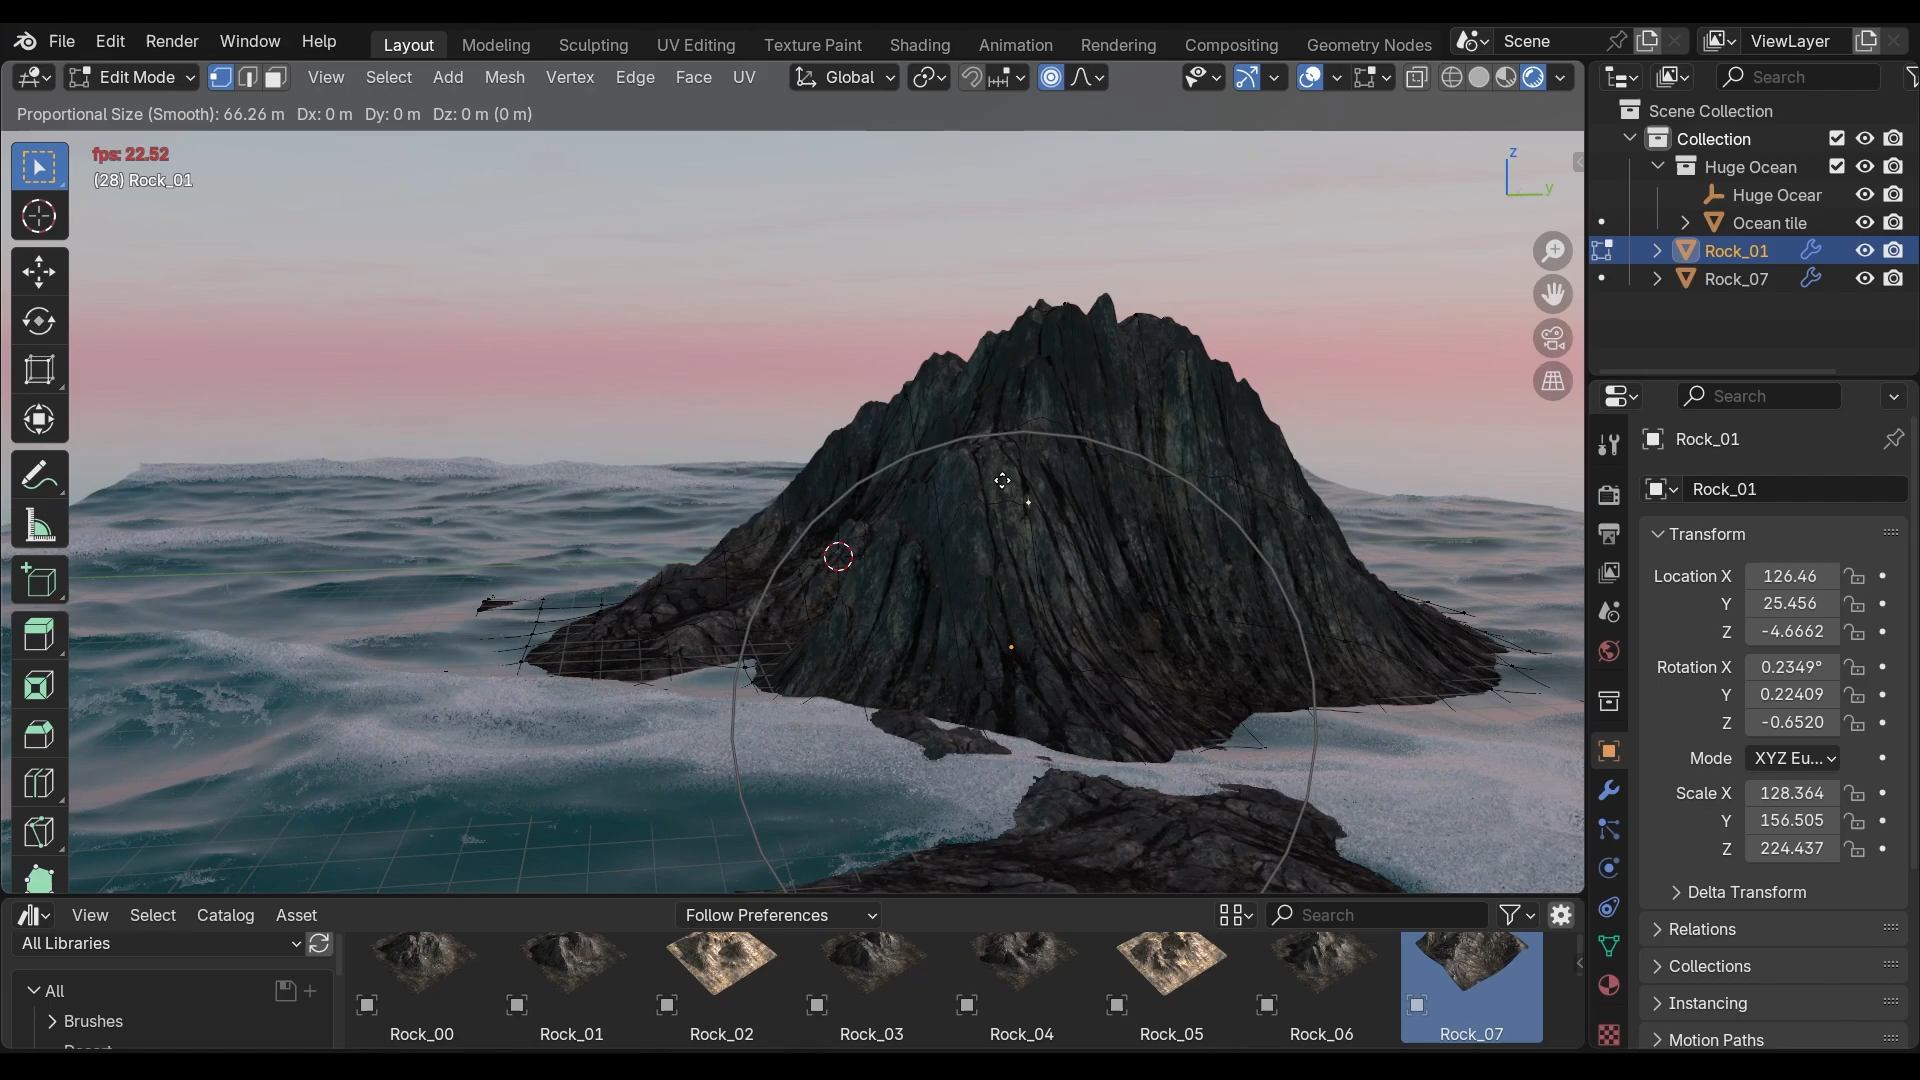 File Edit Render Window Help Layout Modeling Sculpting UV Editing Texture Paint Shading Animation Rendering Compositing Geometry Nodes Scene ViewLayer
Edit Mode View Select Add Mesh Vertex Edge Face UV Global Search
Proportional Size (Smooth): 66.26 m Dx: 0 m Dy: 0 m Dz: 0 m (0 m)
fps: 22.52
(28) Rock_01
z
y
Scene Collection
Collection
Huge Ocean
Huge Ocear
Ocean tile
Rock_01
Rock_07
Search
Rock_01
Rock_01
Transform
Location X 126.46
Y 25.456
Z -4.6662
Rotation X 0.2349°
Y 0.22409
Z -0.6520
Mode XYZ Eu...
Scale X 128.364
Y 156.505
Z 224.437
Delta Transform
Relations
Collections
Instancing
Motion Paths
View Select Catalog Asset Follow Preferences Search
All Libraries
All
Brushes
Rock_00 Rock_01 Rock_02 Rock_03 Rock_04 Rock_05 Rock_06 Rock_07